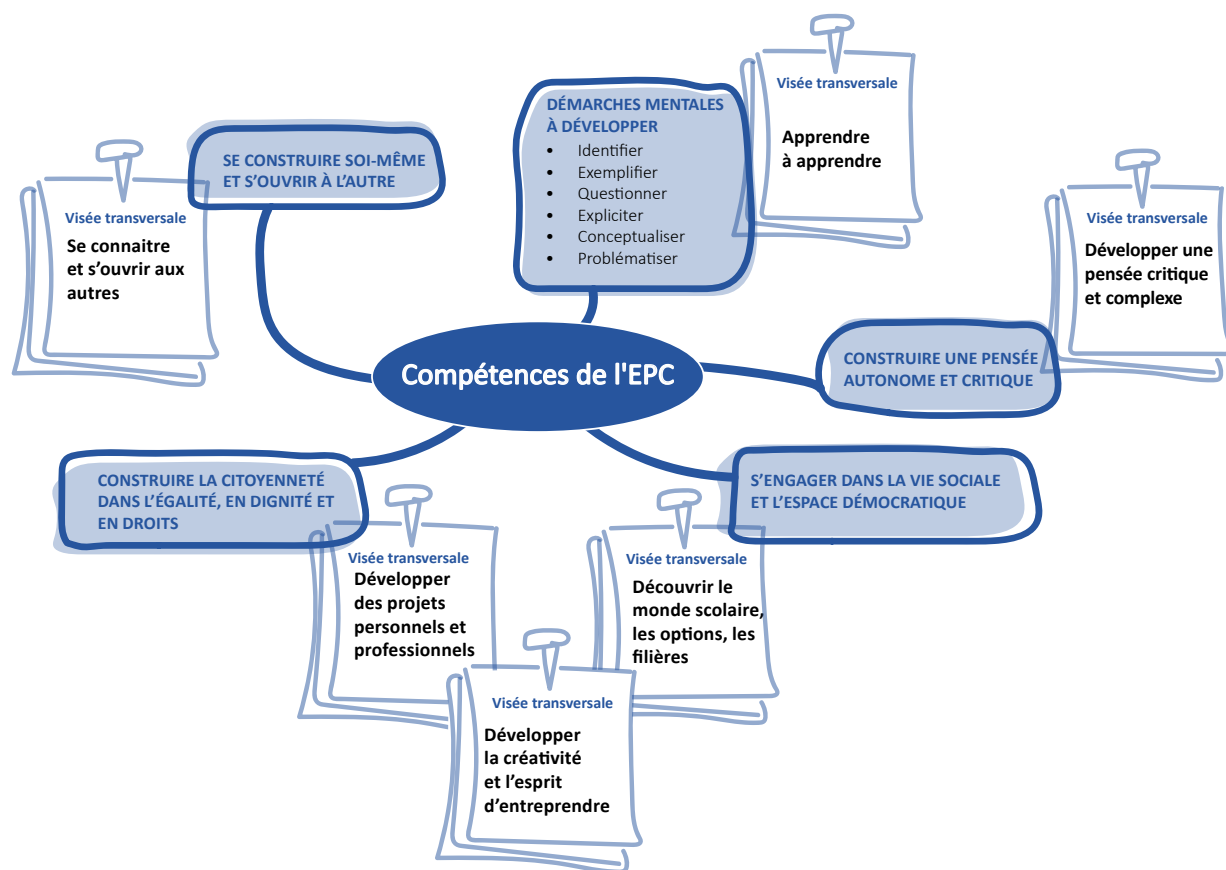 Visée transversale
Apprendre
à apprendre
DÉMARCHES MENTALES
À DÉVELOPPER
• Identifier
• Exemplifier
• Questionner
• Expliciter
• Conceptualiser
• Problématiser
SE CONSTRUIRE SOI-MÊME
ET S’OUVRIR À L’AUTRE
Visée transversale
Se connaitre
et s’ouvrir aux
autres
Visée transversale
Développer une
pensée critique
et complexe
CONSTRUIRE UNE PENSÉE
AUTONOME ET CRITIQUE
Compétences de l'EPC
CONSTRUIRE LA CITOYENNETÉ
DANS L’ÉGALITÉ, EN DIGNITÉ ET
EN DROITS
S’ENGAGER DANS LA VIE SOCIALE
ET L’ESPACE DÉMOCRATIQUE
Visée transversale
Développer
des projets
personnels et
professionnels
Visée transversale
Découvrir le
monde scolaire,
les options, les
filières
Visée transversale
Développer
la créativité
et l’esprit
d’entreprendre